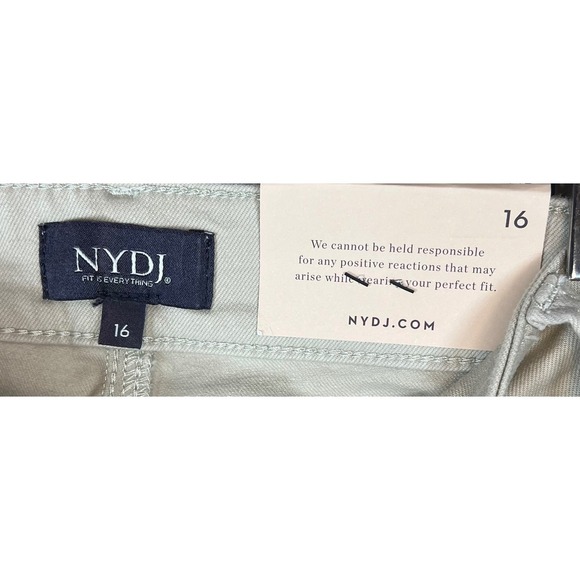 NYDJ
FIT IS EVERYTHING®
16
16
We cannot be held responsible
for any positive reactions that may
arise while wearing your perfect fit.
NYDJ.COM